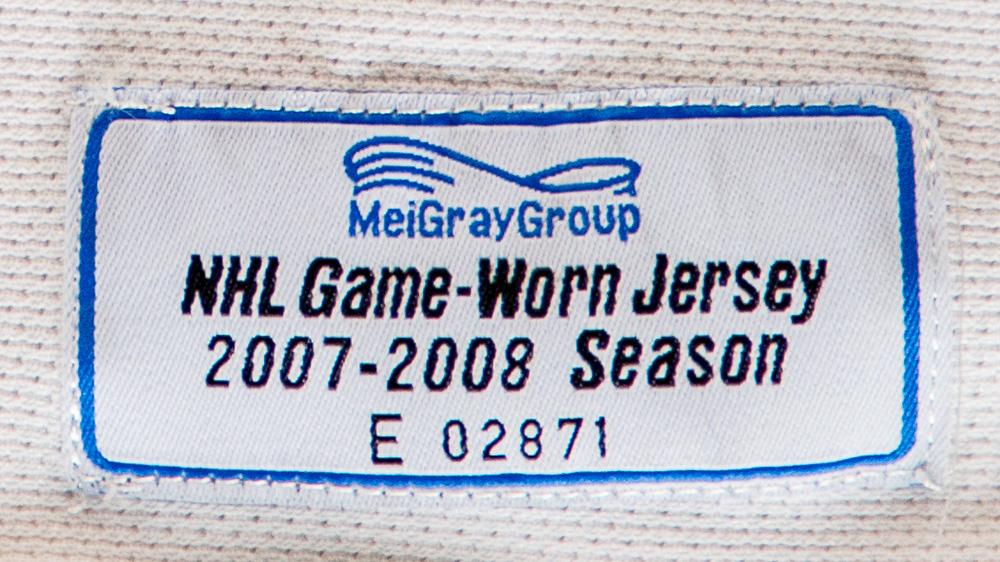 MeiGrayGroup
NHL Game-Worn Jersey
2007-2008 Season
E 02871